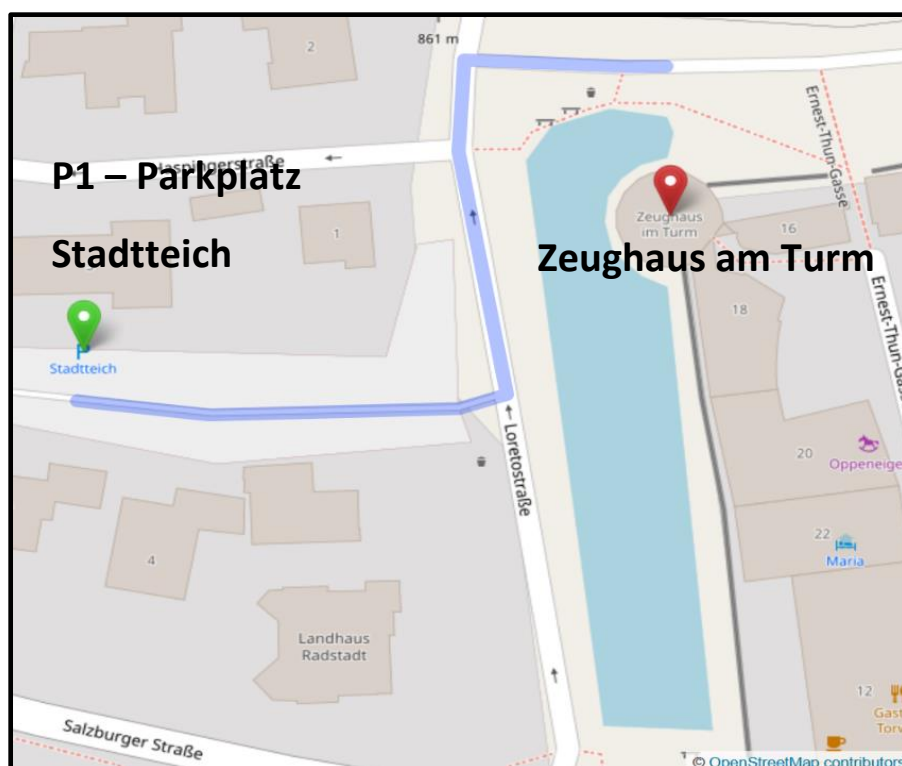 861 m
2
Haspingerstraße
P1 – Parkplatz
Stadtteich
1
P
Stadtteich
Zeughaus
im Turm
Zeughaus am Turm
16
18
Ernest-Thun-Gasse
Ernest-Thun-Gasse
Loretostraße
20
Oppeneige
22
Maria
4
Landhaus
Radstadt
12
Gast
Torw
Salzburger Straße
© OpenStreetMap contributors